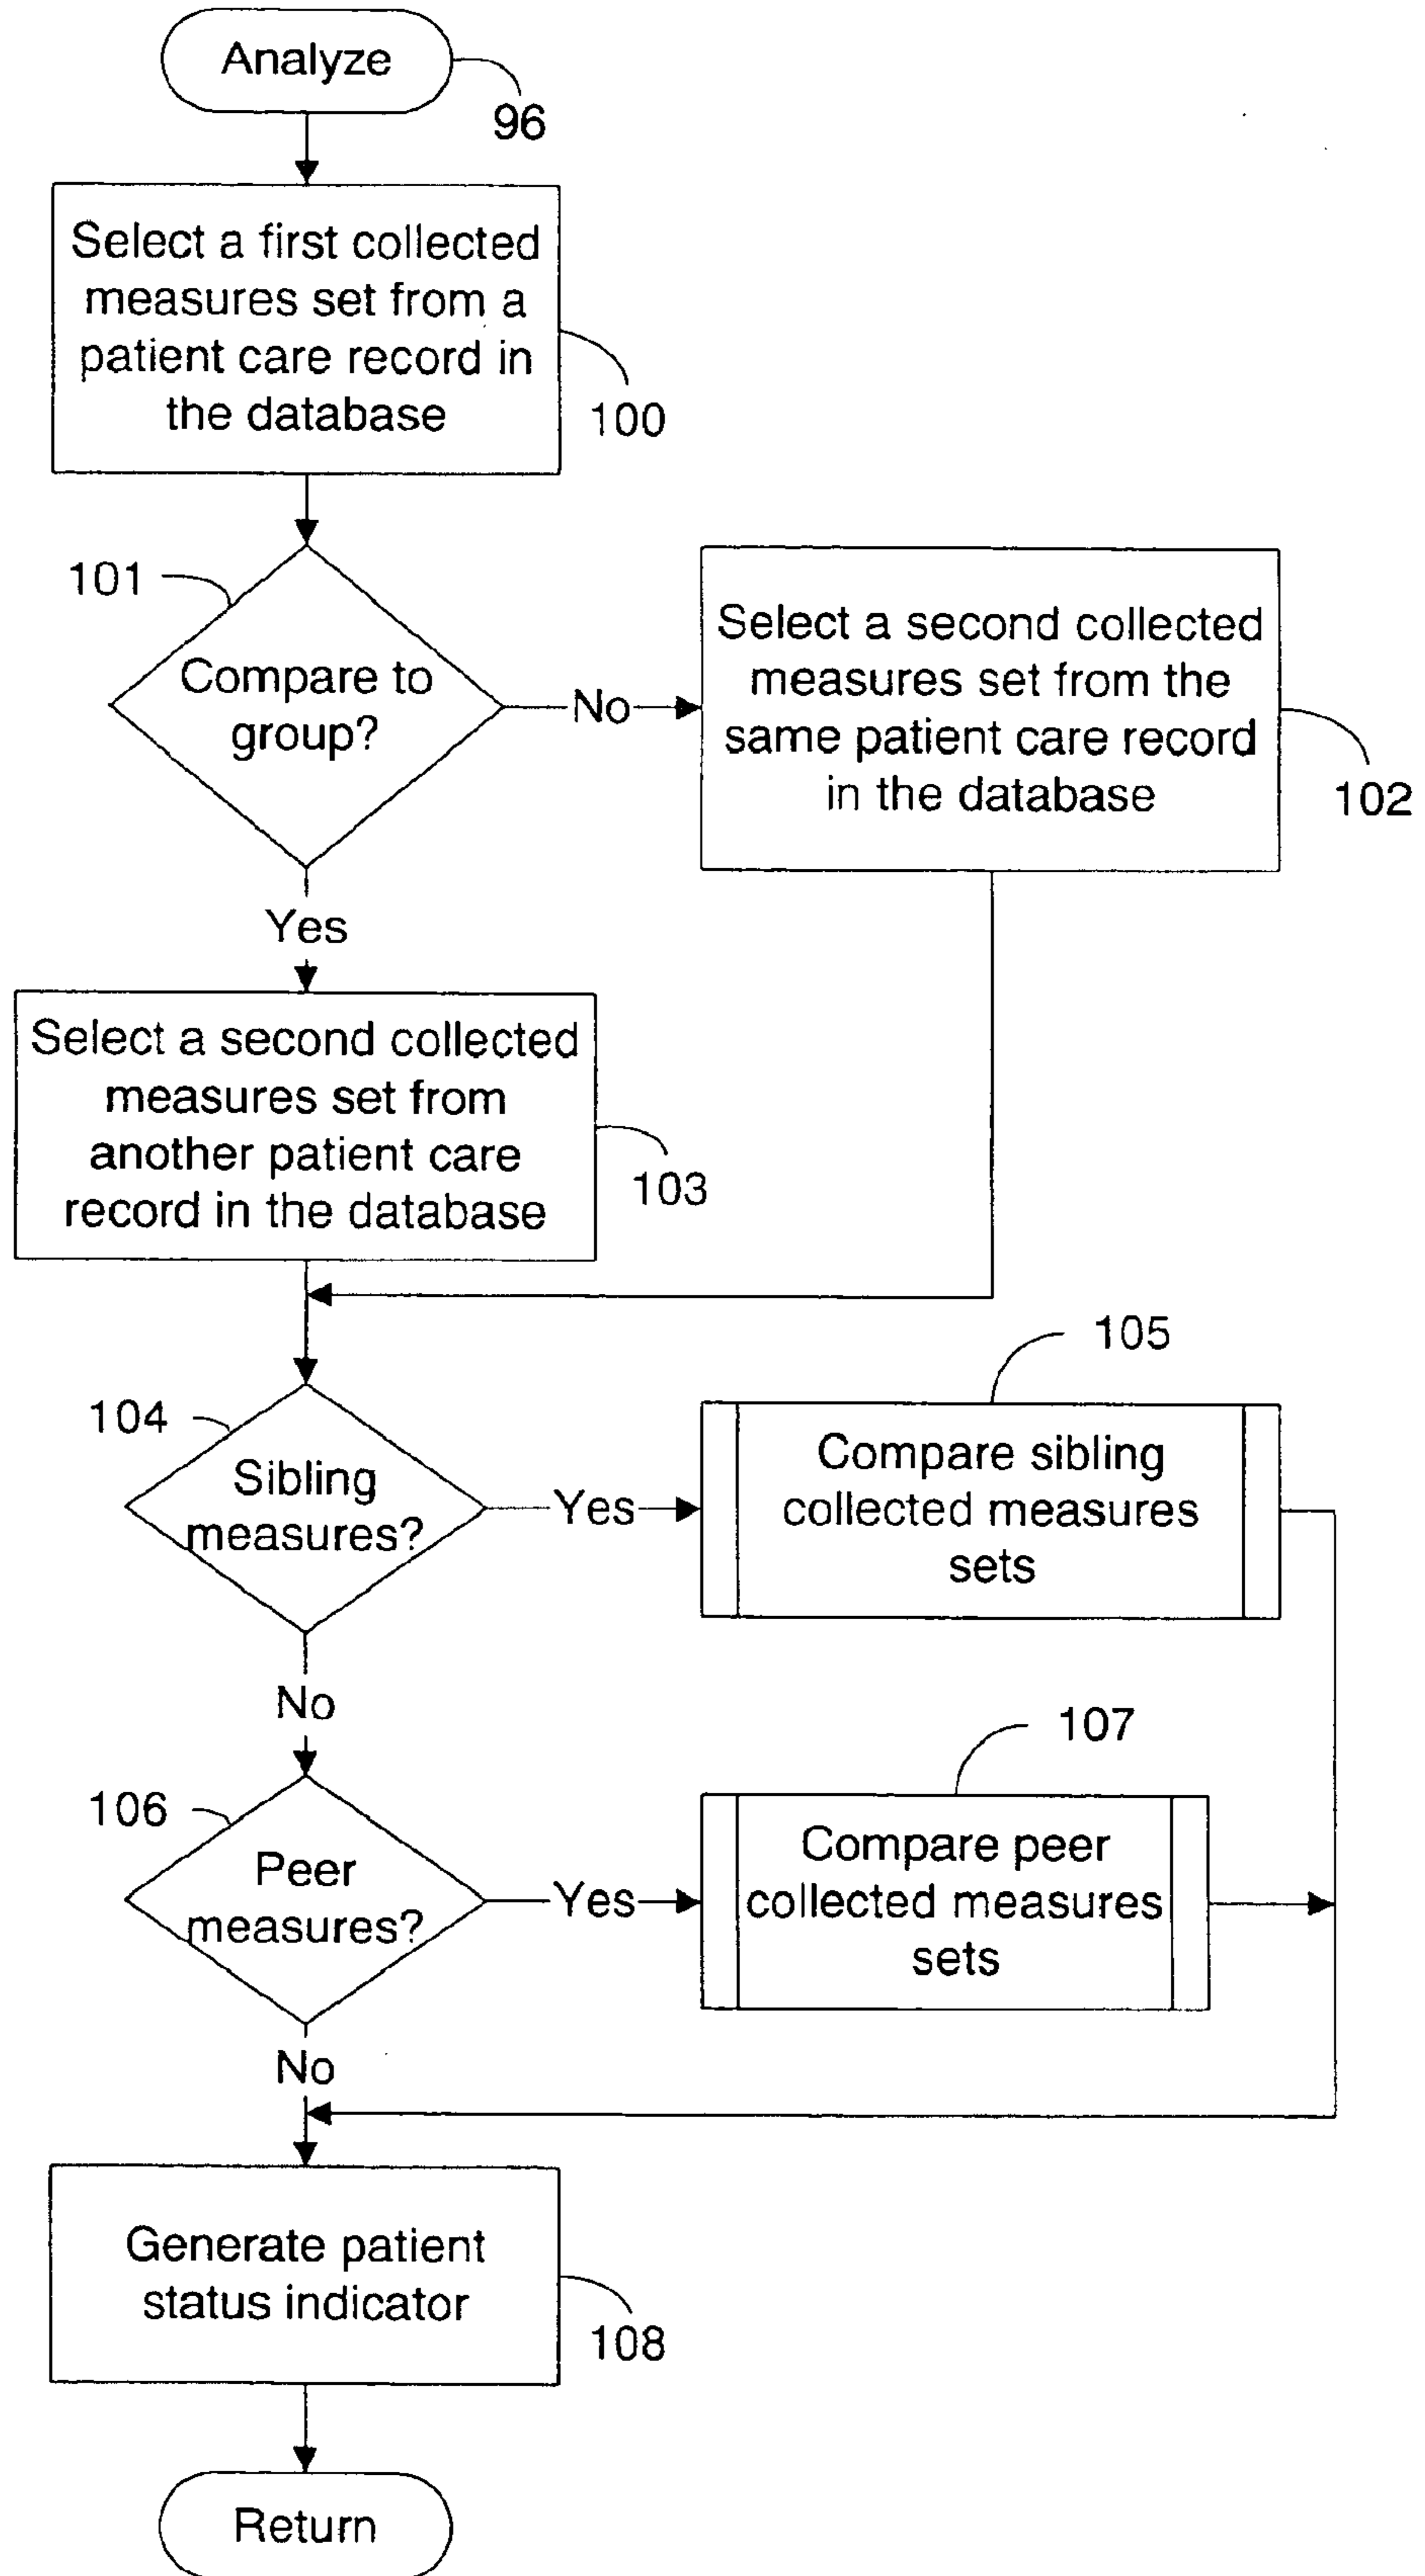 Analyze
96
Select a first collected
measures set from a
patient care record in
the database
100
101
Compare to
group?
No
Select a second collected
measures set from the
same patient care record
in the database
102
Yes
Select a second collected
measures set from
another patient care
record in the database
103
104
Sibling
measures?
Yes
105
Compare sibling
collected measures
sets
No
106
Peer
measures?
Yes
107
Compare peer
collected measures
sets
No
Generate patient
status indicator
108
Return